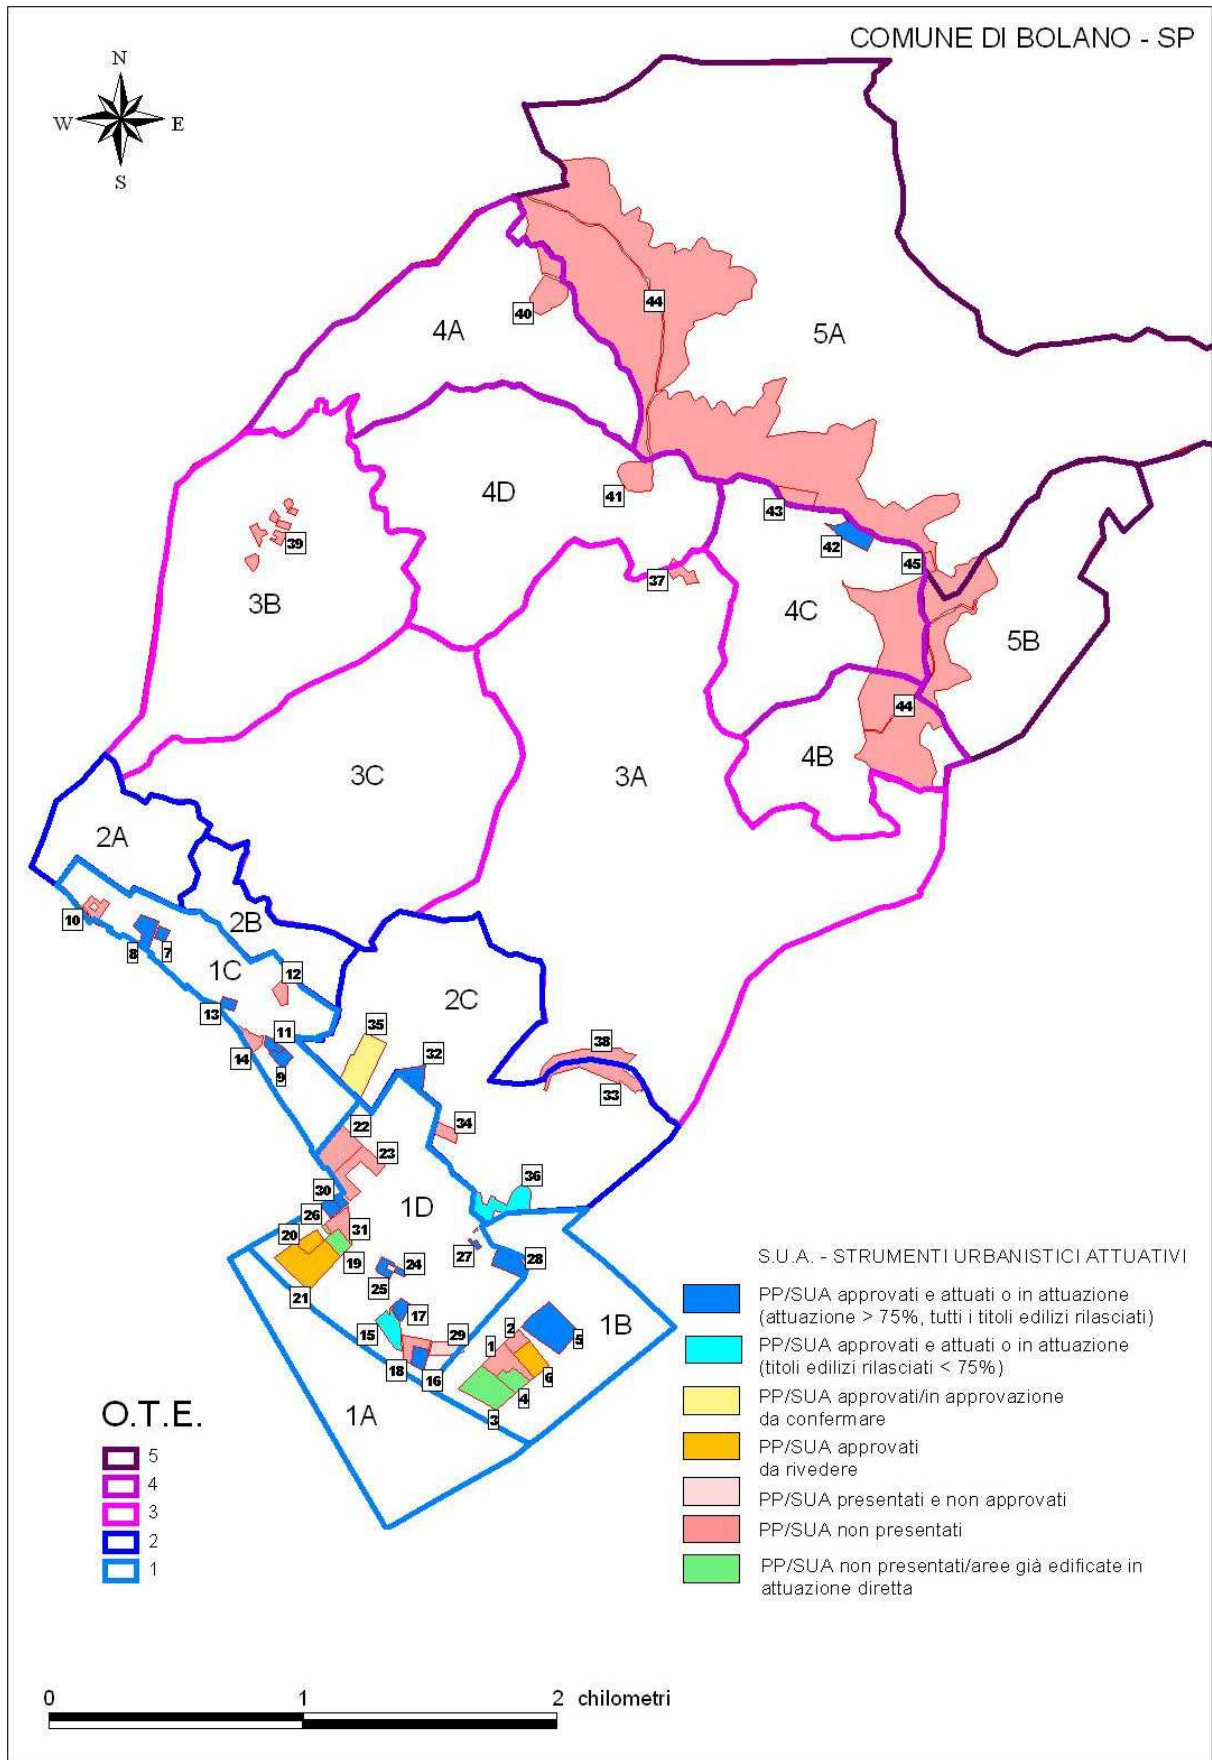 COMUNE DI BOLANO - SP
N
W E
S
44
40
4A
5A
4D
41
43
39
42
45
37
3B
4C
5B
44
4B
3C
3A
2A
10
2B
8
7
1C
12
2C
13
11
35
38
14
32
9
33
22
34
23
30
36
1D
26
31
20
27
28
19
24
21
25
17
15
29
2
1B
5
1
18
16
6
4
3
1A
S.U.A. - STRUMENTI URBANISTICI ATTUATIVI
PP/SUA approvati e attuati o in attuazione
(attuazione > 75%, tutti i titoli edilizi rilasciati)
PP/SUA approvati e attuati o in attuazione
(titoli edilizi rilasciati < 75%)
PP/SUA approvati/in approvazione
da confermare
PP/SUA approvati
da rivedere
PP/SUA presentati e non approvati
PP/SUA non presentati
PP/SUA non presentati/aree già edificate in
attuazione diretta
O.T.E.
5
4
3
2
1
0 1 2 chilometri